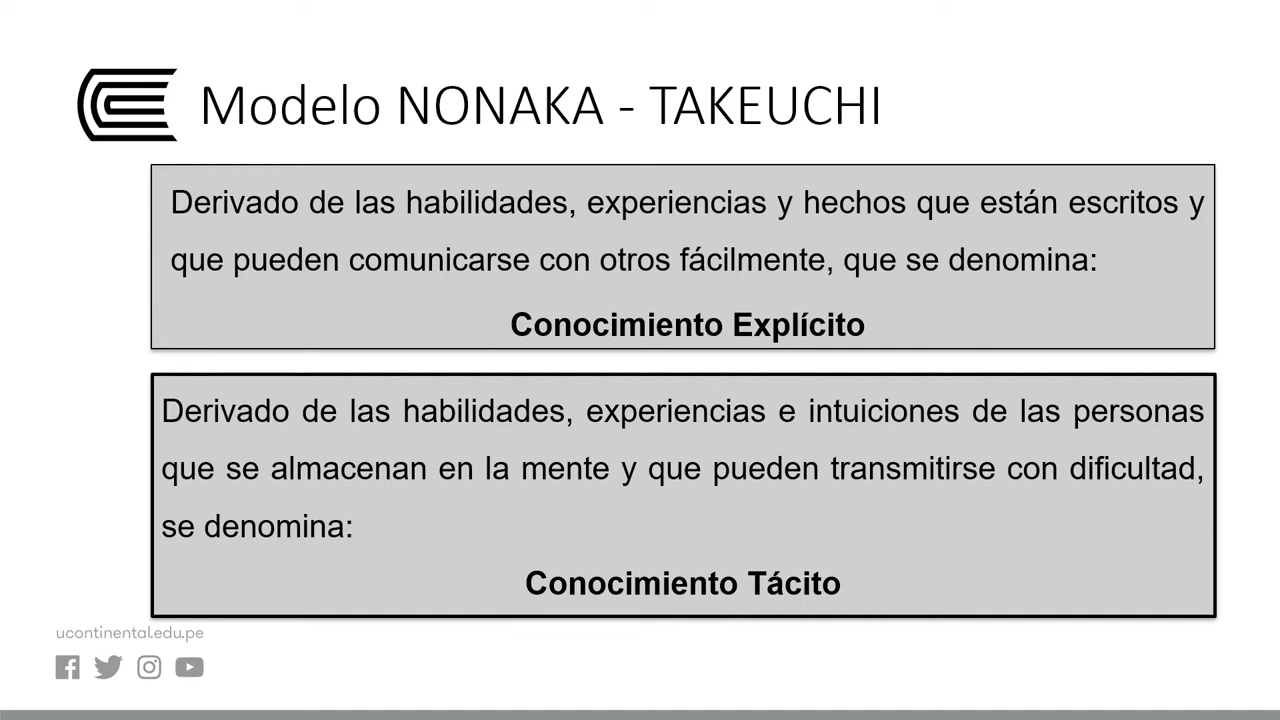 Modelo NONAKA - TAKEUCHI
Derivado de las habilidades, experiencias y hechos que están escritos y
que pueden comunicarse con otros fácilmente, que se denomina:
Conocimiento Explícito
Derivado de las habilidades, experiencias e intuiciones de las personas
que se almacenan en la mente y que pueden transmitirse con dificultad,
se denomina:
Conocimiento Tácito
ucontinental.edu.pe